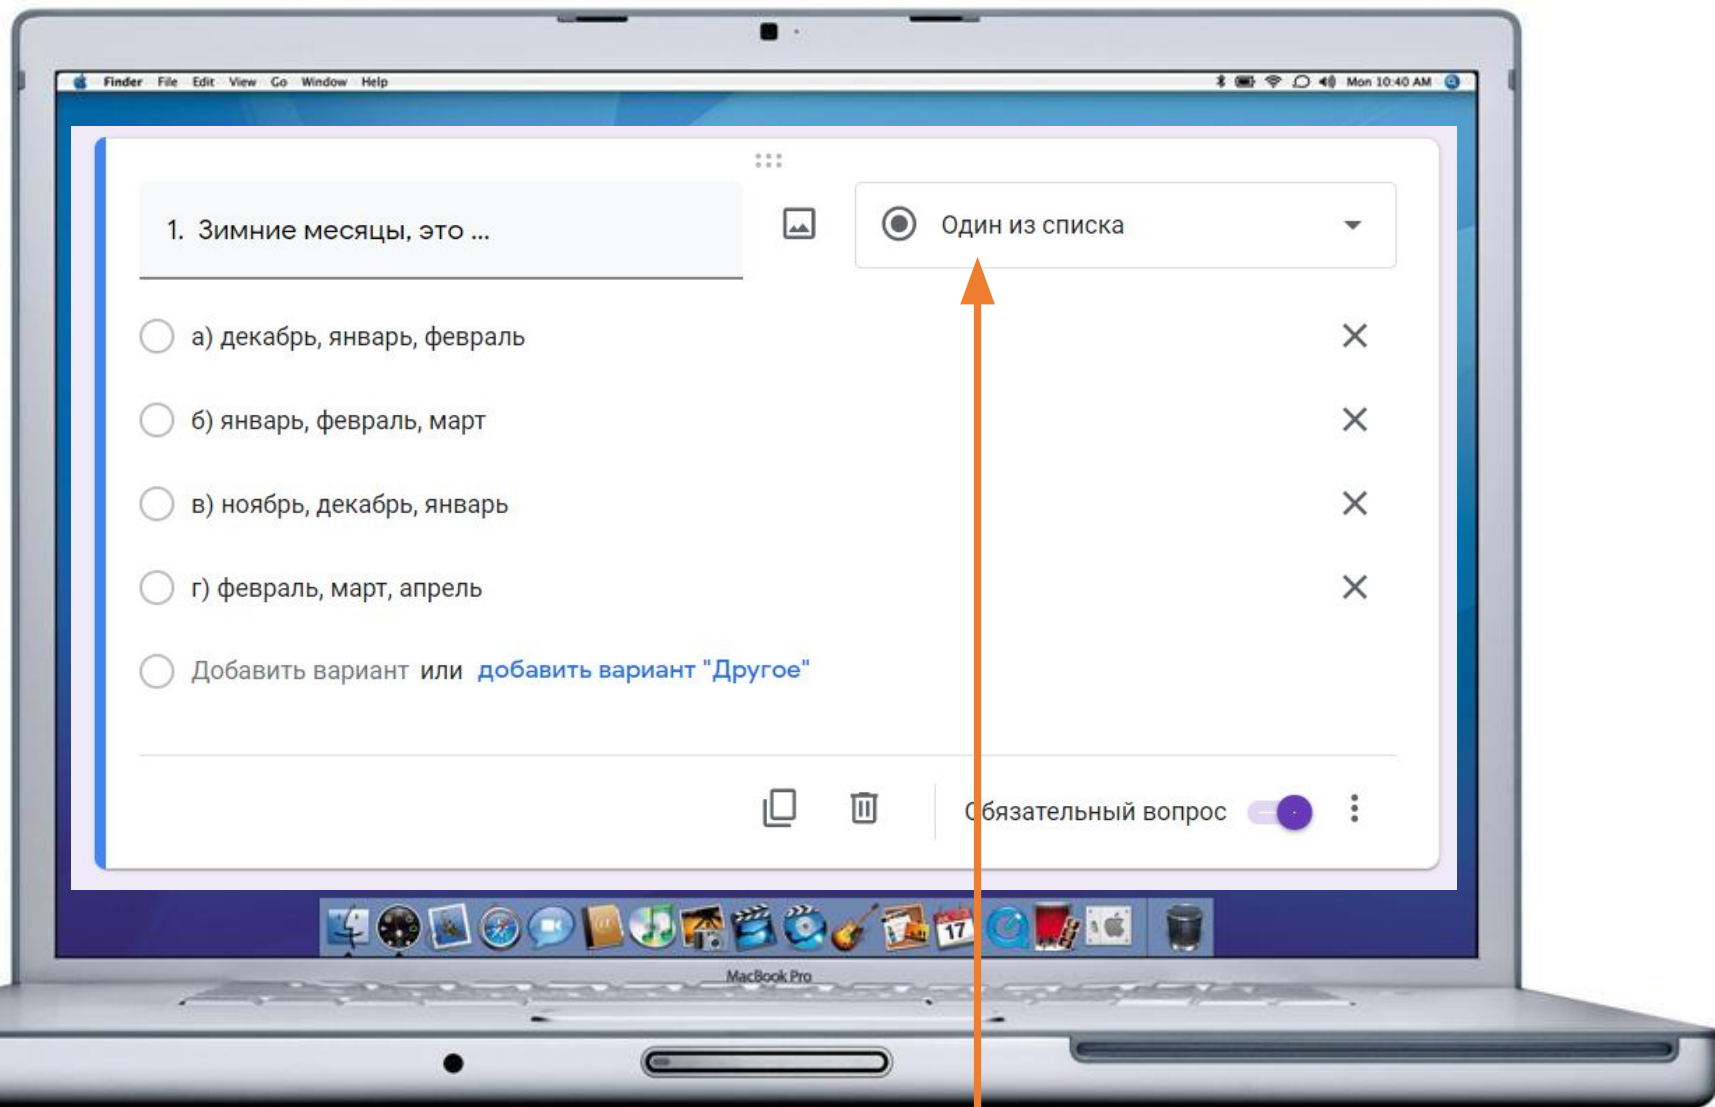 Finder File Edit View Go Window Help Mon 10:40 AM
1. Зимние месяцы, это ...
Один из списка
а) декабрь, январь, февраль
б) январь, февраль, март
в) ноябрь, декабрь, январь
г) февраль, март, апрель
Добавить вариант или добавить вариант "Другое"
Обязательный вопрос
17
MacBook Pro